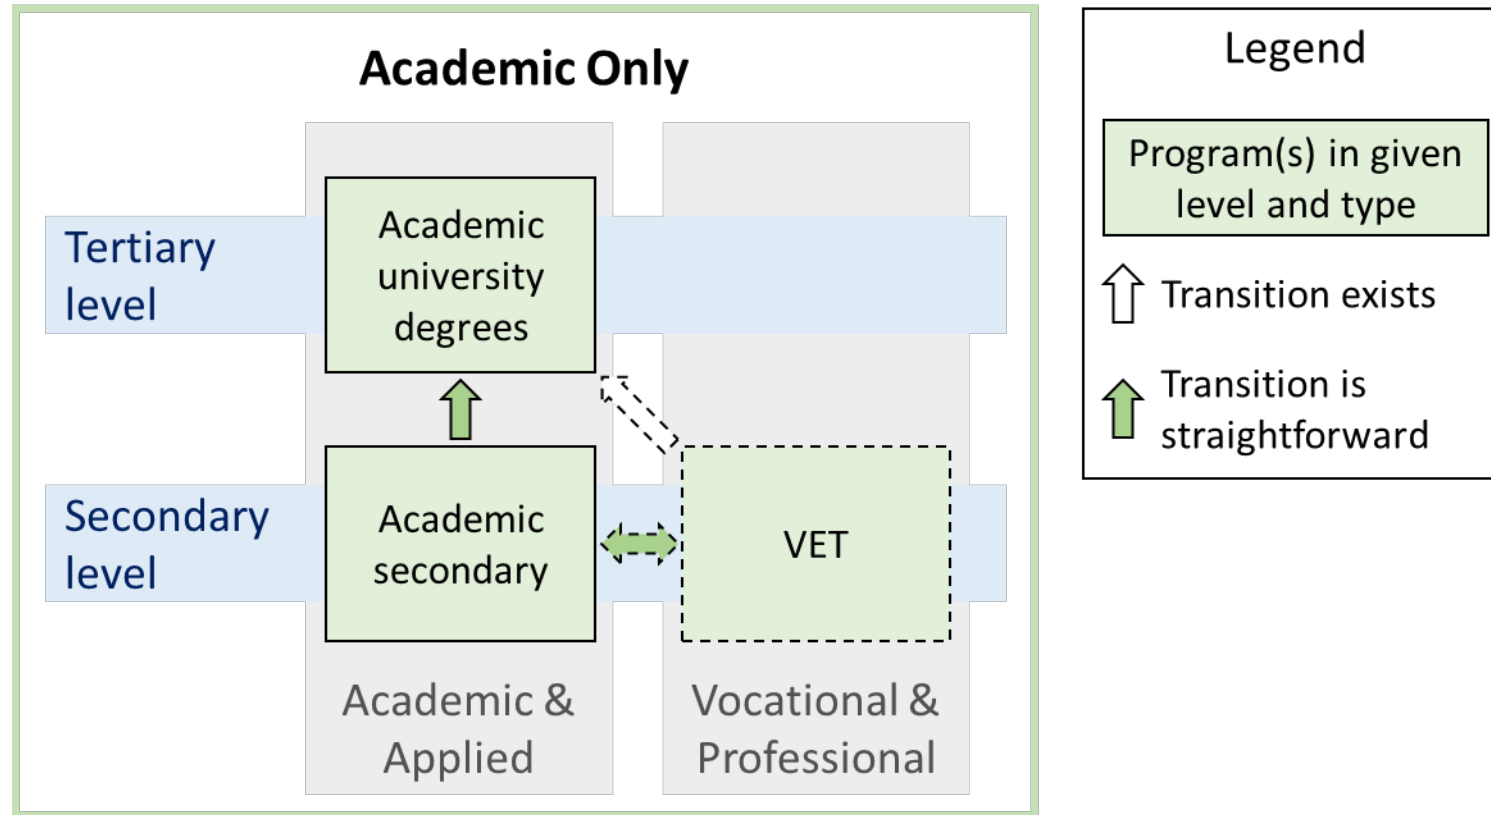 Academic Only
Tertiary
level
Academic
university
degrees
Secondary
level
Academic
secondary
VET
Academic &
Applied
Vocational &
Professional
Legend
Program(s) in given
level and type
Transition exists
Transition is
straightforward